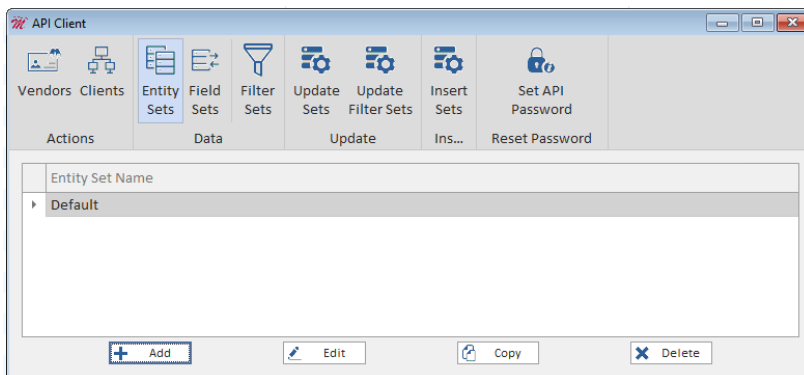 API Client
Vendors Clients Entity Sets Field Sets Filter Sets Update Sets Update Filter Sets Insert Sets Set API Password
Actions Data Update Ins... Reset Password
Entity Set Name
Default
Add Edit Copy Delete